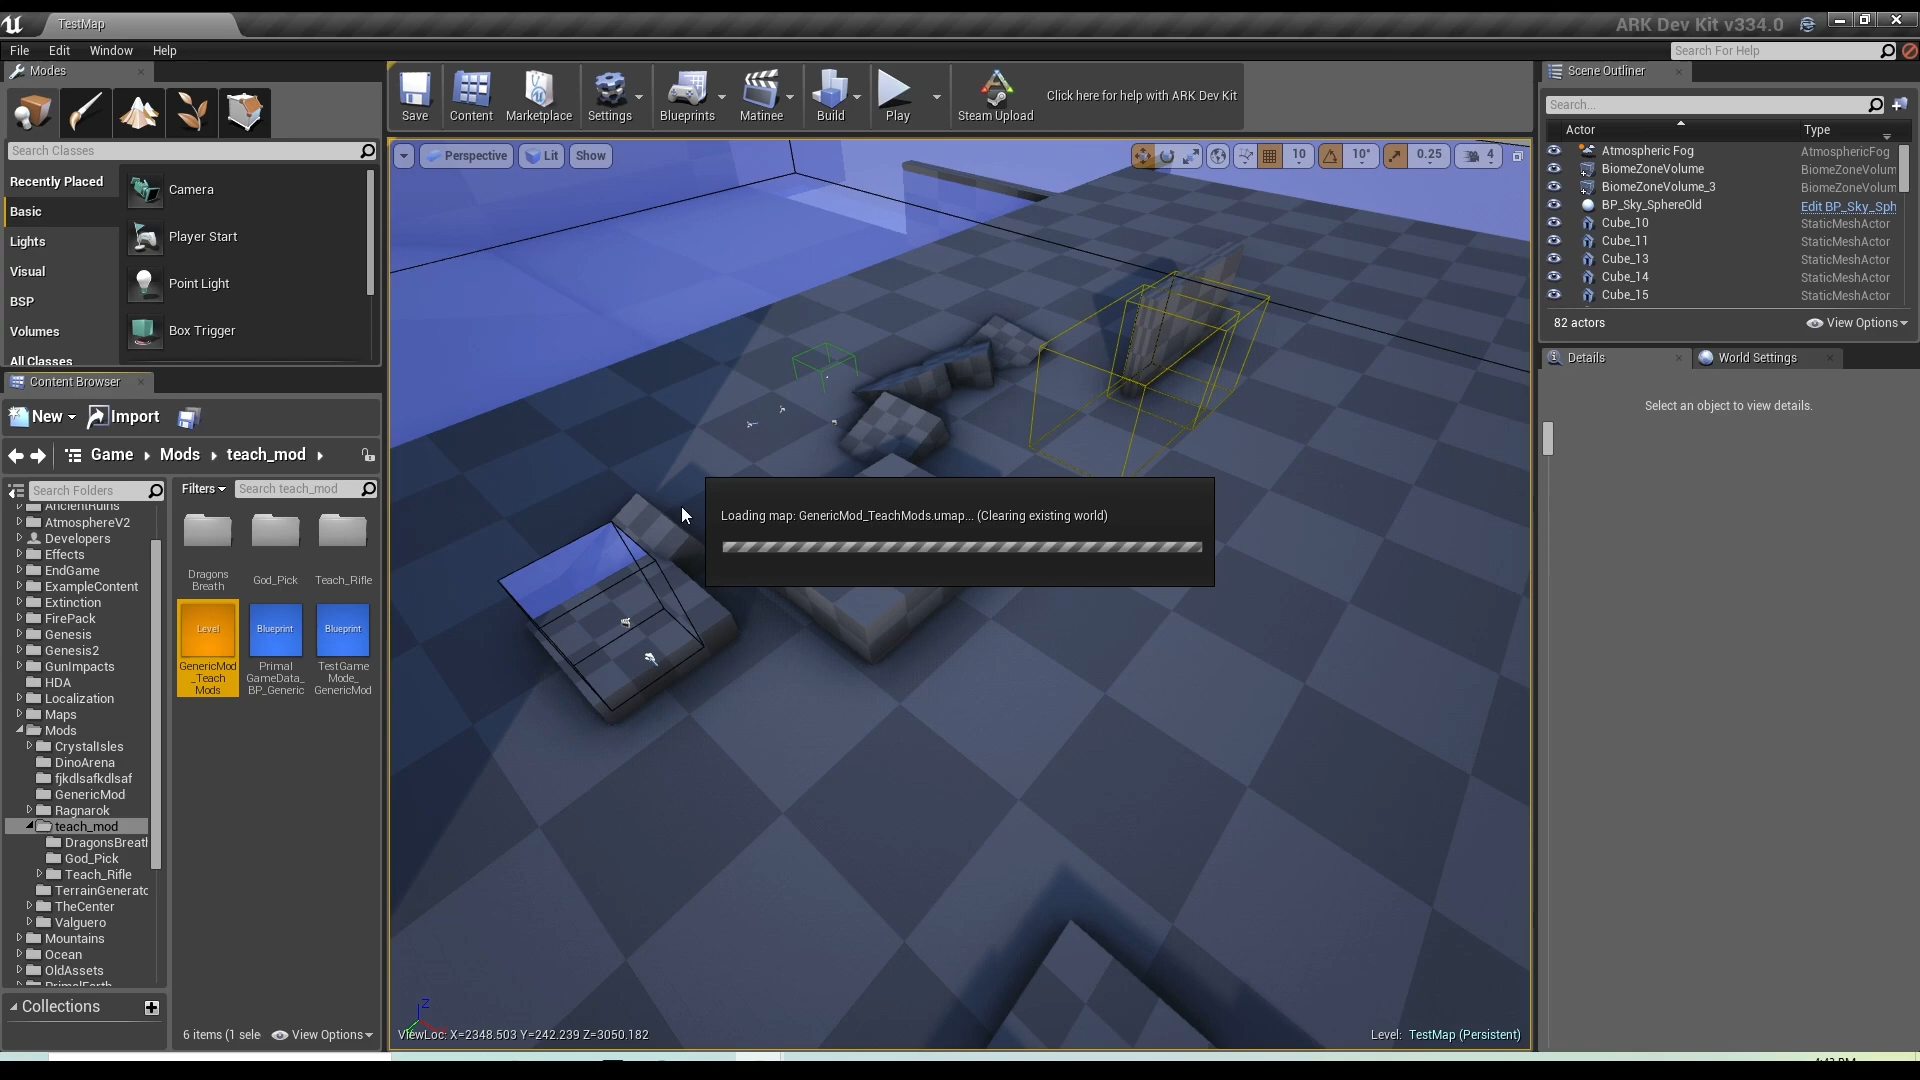 TestMap
ARK Dev Kit v334.0
File Edit Window Help
Search For Help
Modes
Search Classes
Recently Placed
Basic
Lights
Visual
BSP
Volumes
All Classes
Camera
Player Start
Point Light
Box Trigger
Save
Content
Marketplace
Settings
Blueprints
Matinee
Build
Play
Steam Upload
Click here for help with ARK Dev Kit
Perspective
Lit
Show
10
10°
0.25
4
Scene Outliner
Search...
Actor Type
Atmospheric Fog AtmosphericFog
BiomeZoneVolume BiomeZoneVolum
BiomeZoneVolume_3 BiomeZoneVolum
BP_Sky_SphereOld Edit BP_Sky_Sph
Cube_10 StaticMeshActor
Cube_11 StaticMeshActor
Cube_13 StaticMeshActor
Cube_14 StaticMeshActor
Cube_15 StaticMeshActor
82 actors
View Options
Details
World Settings
Select an object to view details.
Content Browser
New
Import
Game
Mods
teach_mod
Search Folders
Filters
Search teach_mod
AncientRuins
AtmosphereV2
Developers
Effects
EndGame
ExampleContent
Extinction
FirePack
Genesis
Genesis2
GunImpacts
HDA
Localization
Maps
Mods
CrystalIsles
DinoArena
fjkdlsafkdlsaf
GenericMod
Ragnarok
teach_mod
DragonsBreatl
God_Pick
Teach_Rifle
TerrainGeneratc
TheCenter
Valguero
Mountains
Ocean
OldAssets
PrimalEarth
Collections
Dragons
Breath
God_Pick
Teach_Rifle
Level
GenericMod
_Teach
Mods
Blueprint
Primal
GameData_
BP_Generic
Blueprint
TestGame
Mode_
GenericMod
6 items (1 sele
View Options
Loading map: GenericMod_TeachMods.umap... (Clearing existing world)
Z
ViewLoc: X=2348.503 Y=242.239 Z=3050.182
Level: TestMap (Persistent)